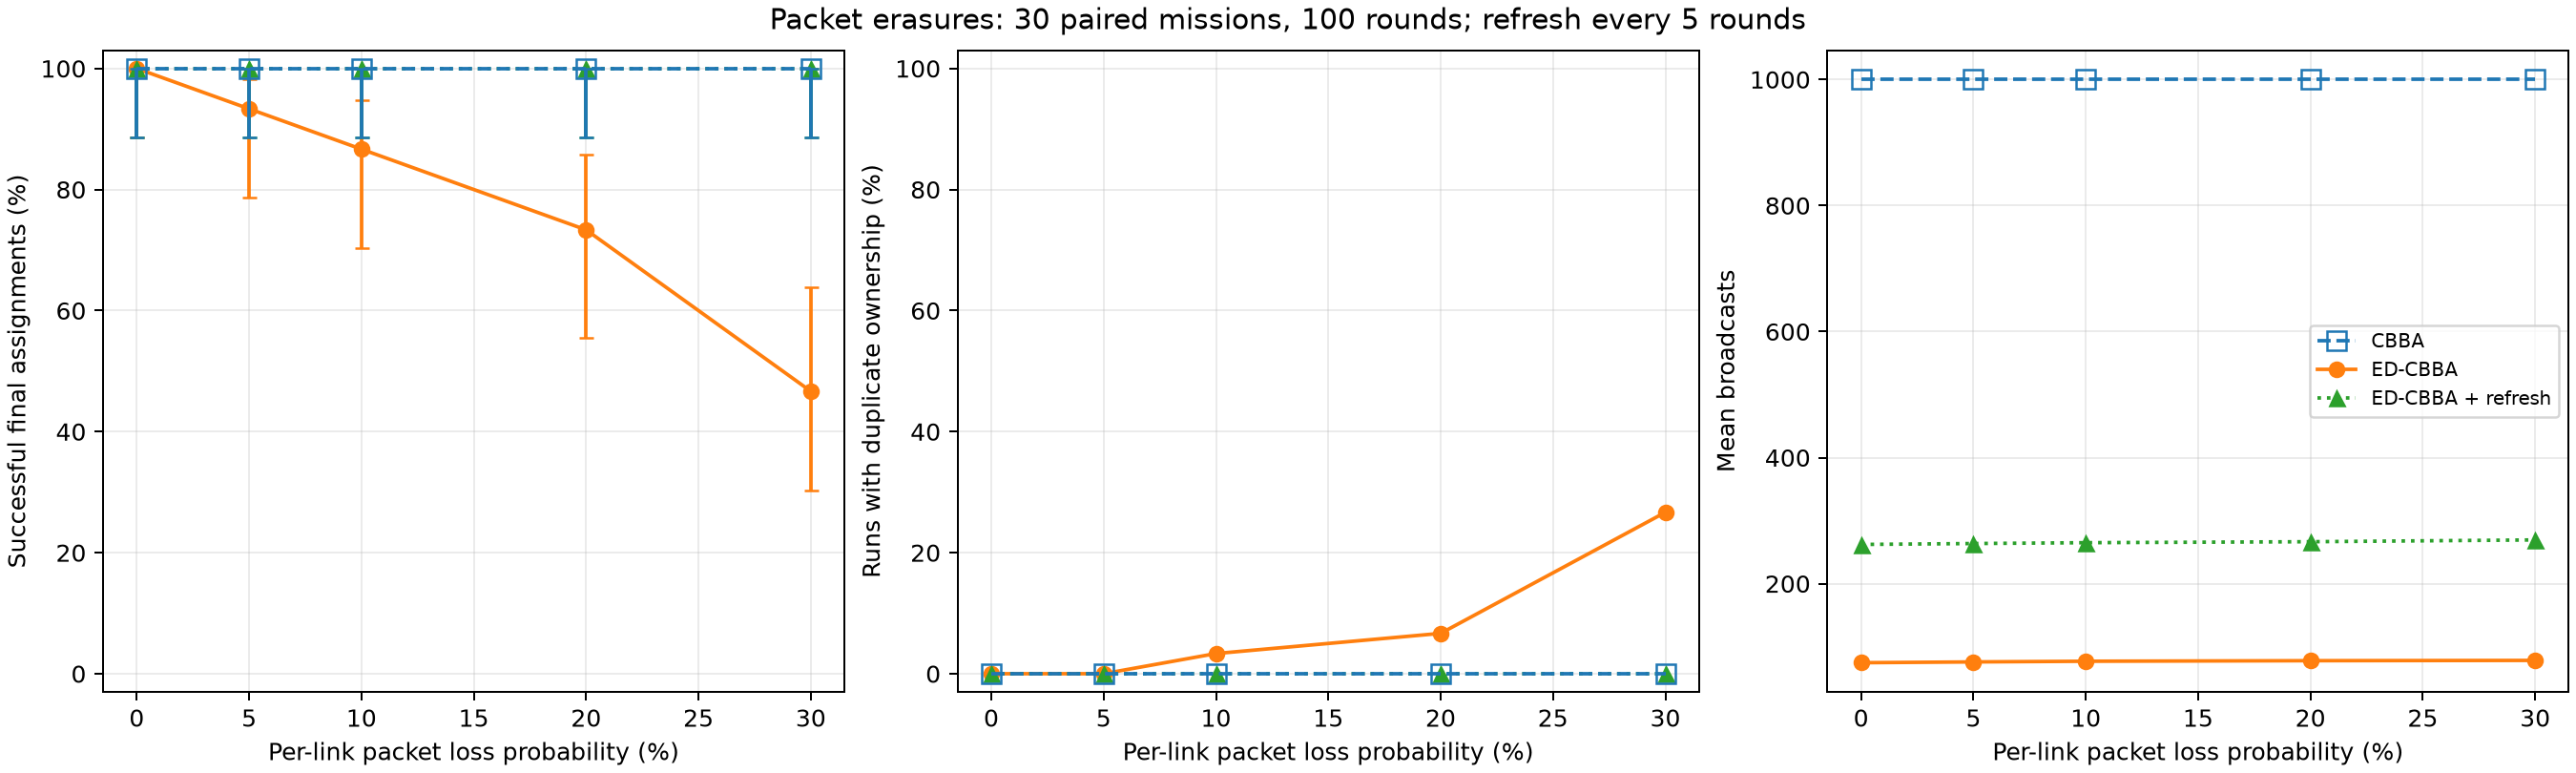 Packet erasures: 30 paired missions, 100 rounds; refresh every 5 rounds
Successful final assignments (%)
100
80
60
40
20
0
0 5 10 15 20 25 30
Per-link packet loss probability (%)
Runs with duplicate ownership (%)
100
80
60
40
20
0
0 5 10 15 20 25 30
Per-link packet loss probability (%)
Mean broadcasts
1000
800
600
400
200
CBBA
ED-CBBA
ED-CBBA + refresh
0 5 10 15 20 25 30
Per-link packet loss probability (%)